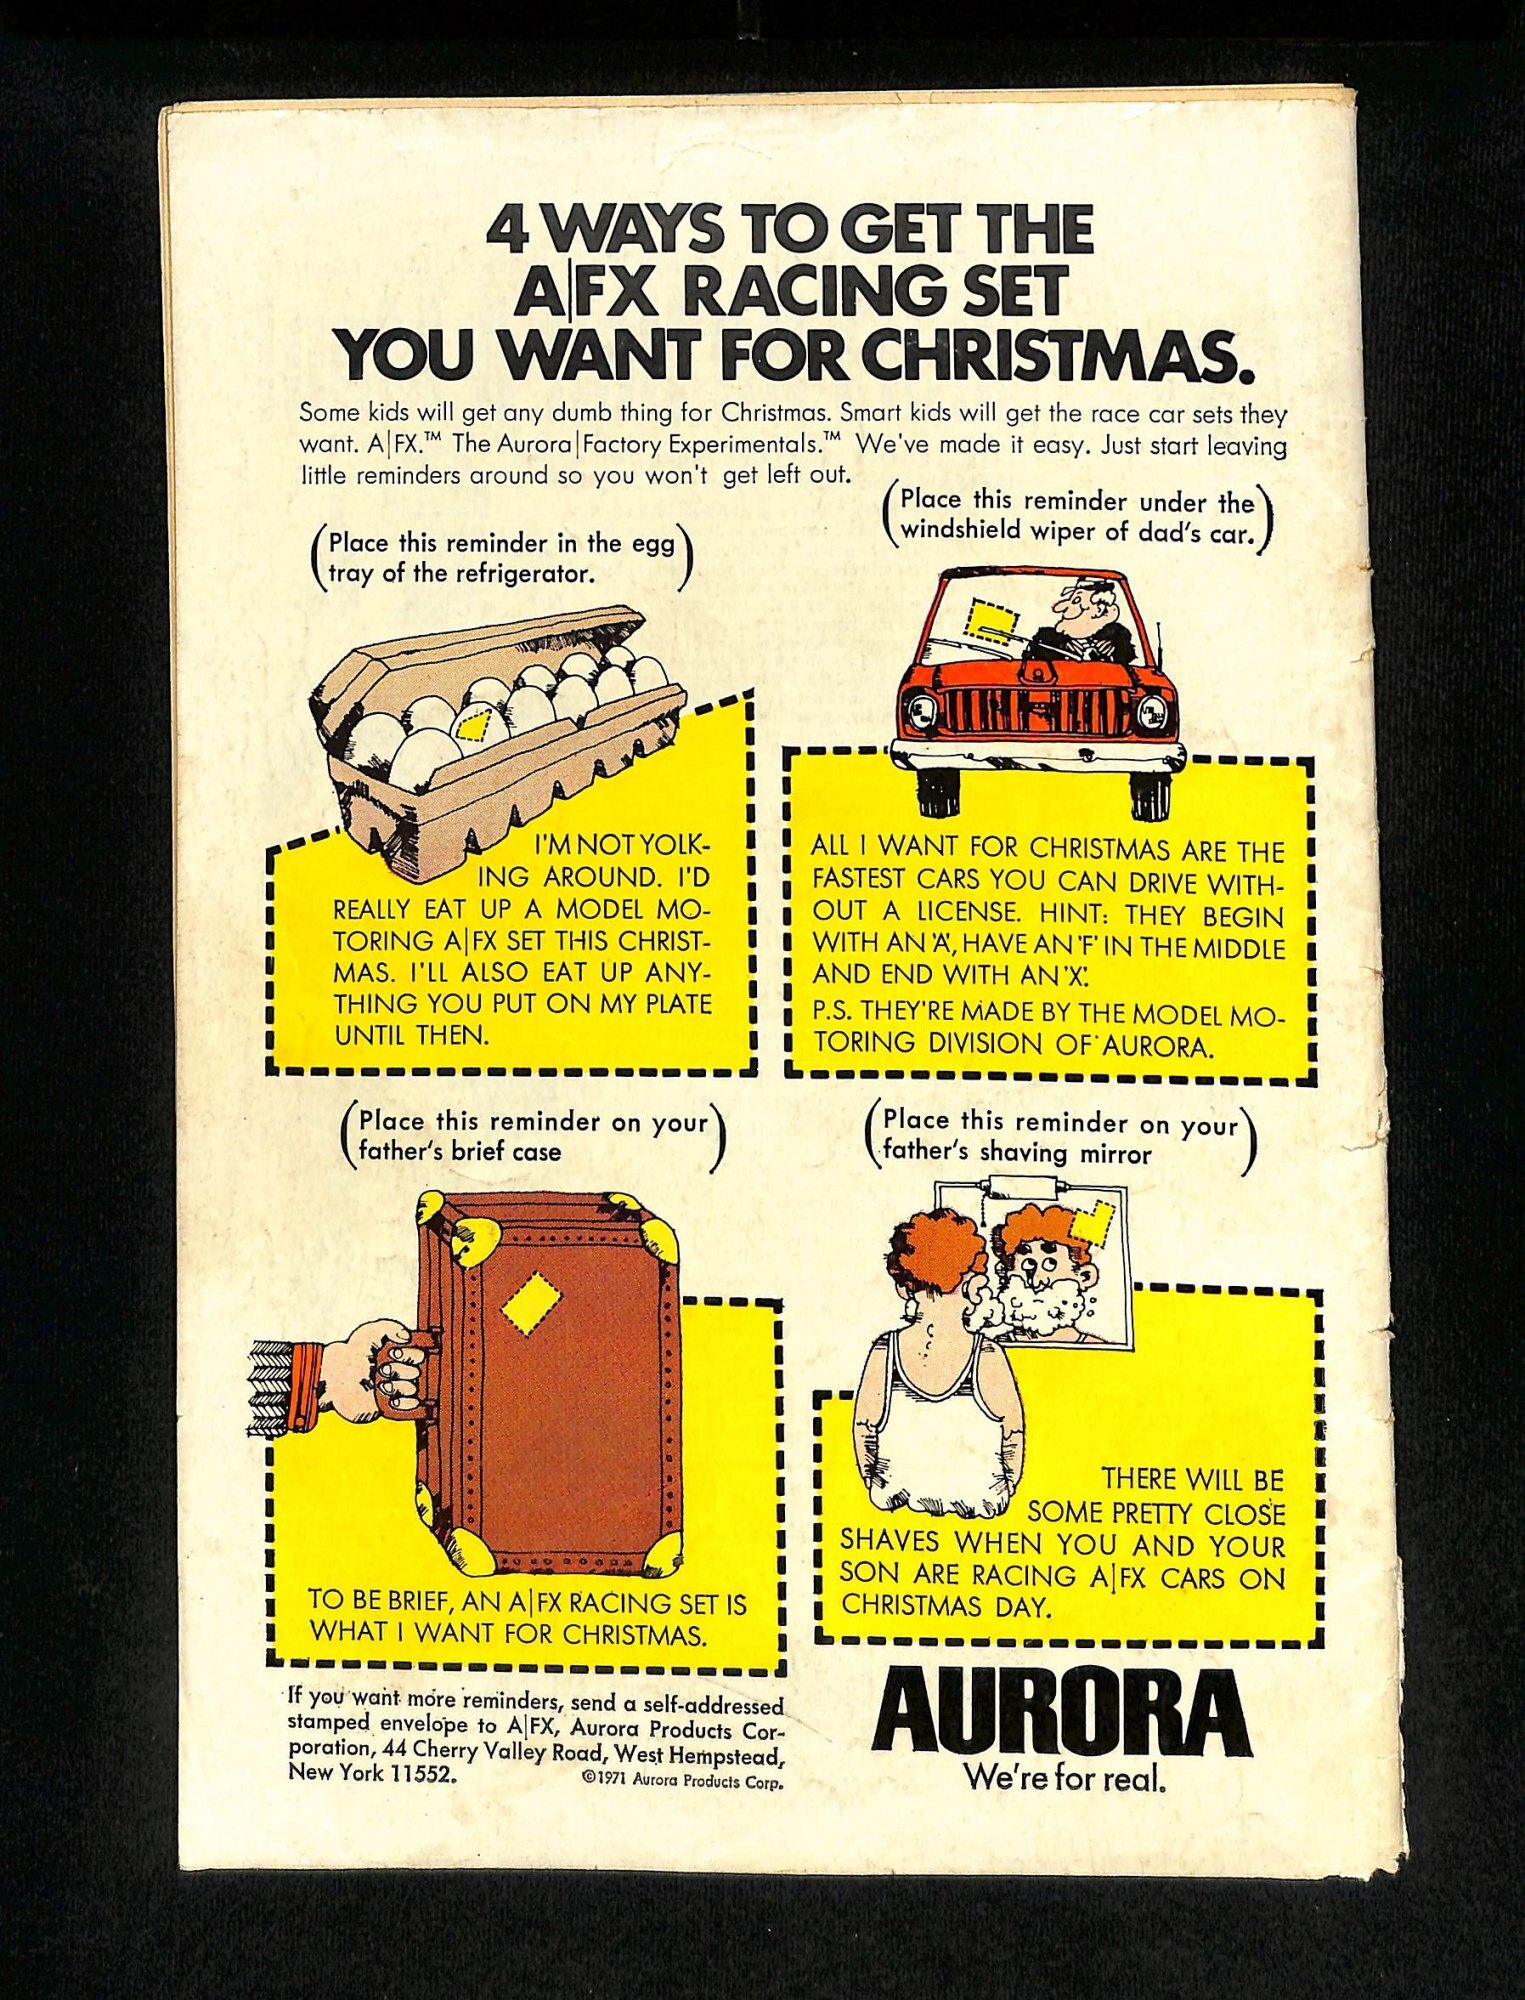 4 WAYS TO GET THE
A|FX RACING SET
YOU WANT FOR CHRISTMAS.
Some kids will get any dumb thing for Christmas. Smart kids will get the race car sets they
want. A|FX.™ The Aurora|Factory Experimentals.™ We've made it easy. Just start leaving
little reminders around so you won't get left out.
(Place this reminder in the egg
tray of the refrigerator.)
I'M NOT YOLK-
ING AROUND. I'D
REALLY EAT UP A MODEL MO-
TORING A|FX SET THIS CHRIST-
MAS. I'LL ALSO EAT UP ANY-
THING YOU PUT ON MY PLATE
UNTIL THEN.
(Place this reminder under the
windshield wiper of dad's car.)
ALL I WANT FOR CHRISTMAS ARE THE
FASTEST CARS YOU CAN DRIVE WITH-
OUT A LICENSE. HINT: THEY BEGIN
WITH AN 'A', HAVE AN 'F' IN THE MIDDLE
AND END WITH AN 'X'.
P.S. THEY'RE MADE BY THE MODEL MO-
TORING DIVISION OF AURORA.
(Place this reminder on your
father's brief case)
TO BE BRIEF, AN A|FX RACING SET IS
WHAT I WANT FOR CHRISTMAS.
(Place this reminder on your
father's shaving mirror)
THERE WILL BE
SOME PRETTY CLOSE
SHAVES WHEN YOU AND YOUR
SON ARE RACING A|FX CARS ON
CHRISTMAS DAY.
If you want more reminders, send a self-addressed
stamped envelope to A|FX, Aurora Products Cor-
poration, 44 Cherry Valley Road, West Hempstead,
New York 11552. ©1971 Aurora Products Corp.
AURORA
We're for real.